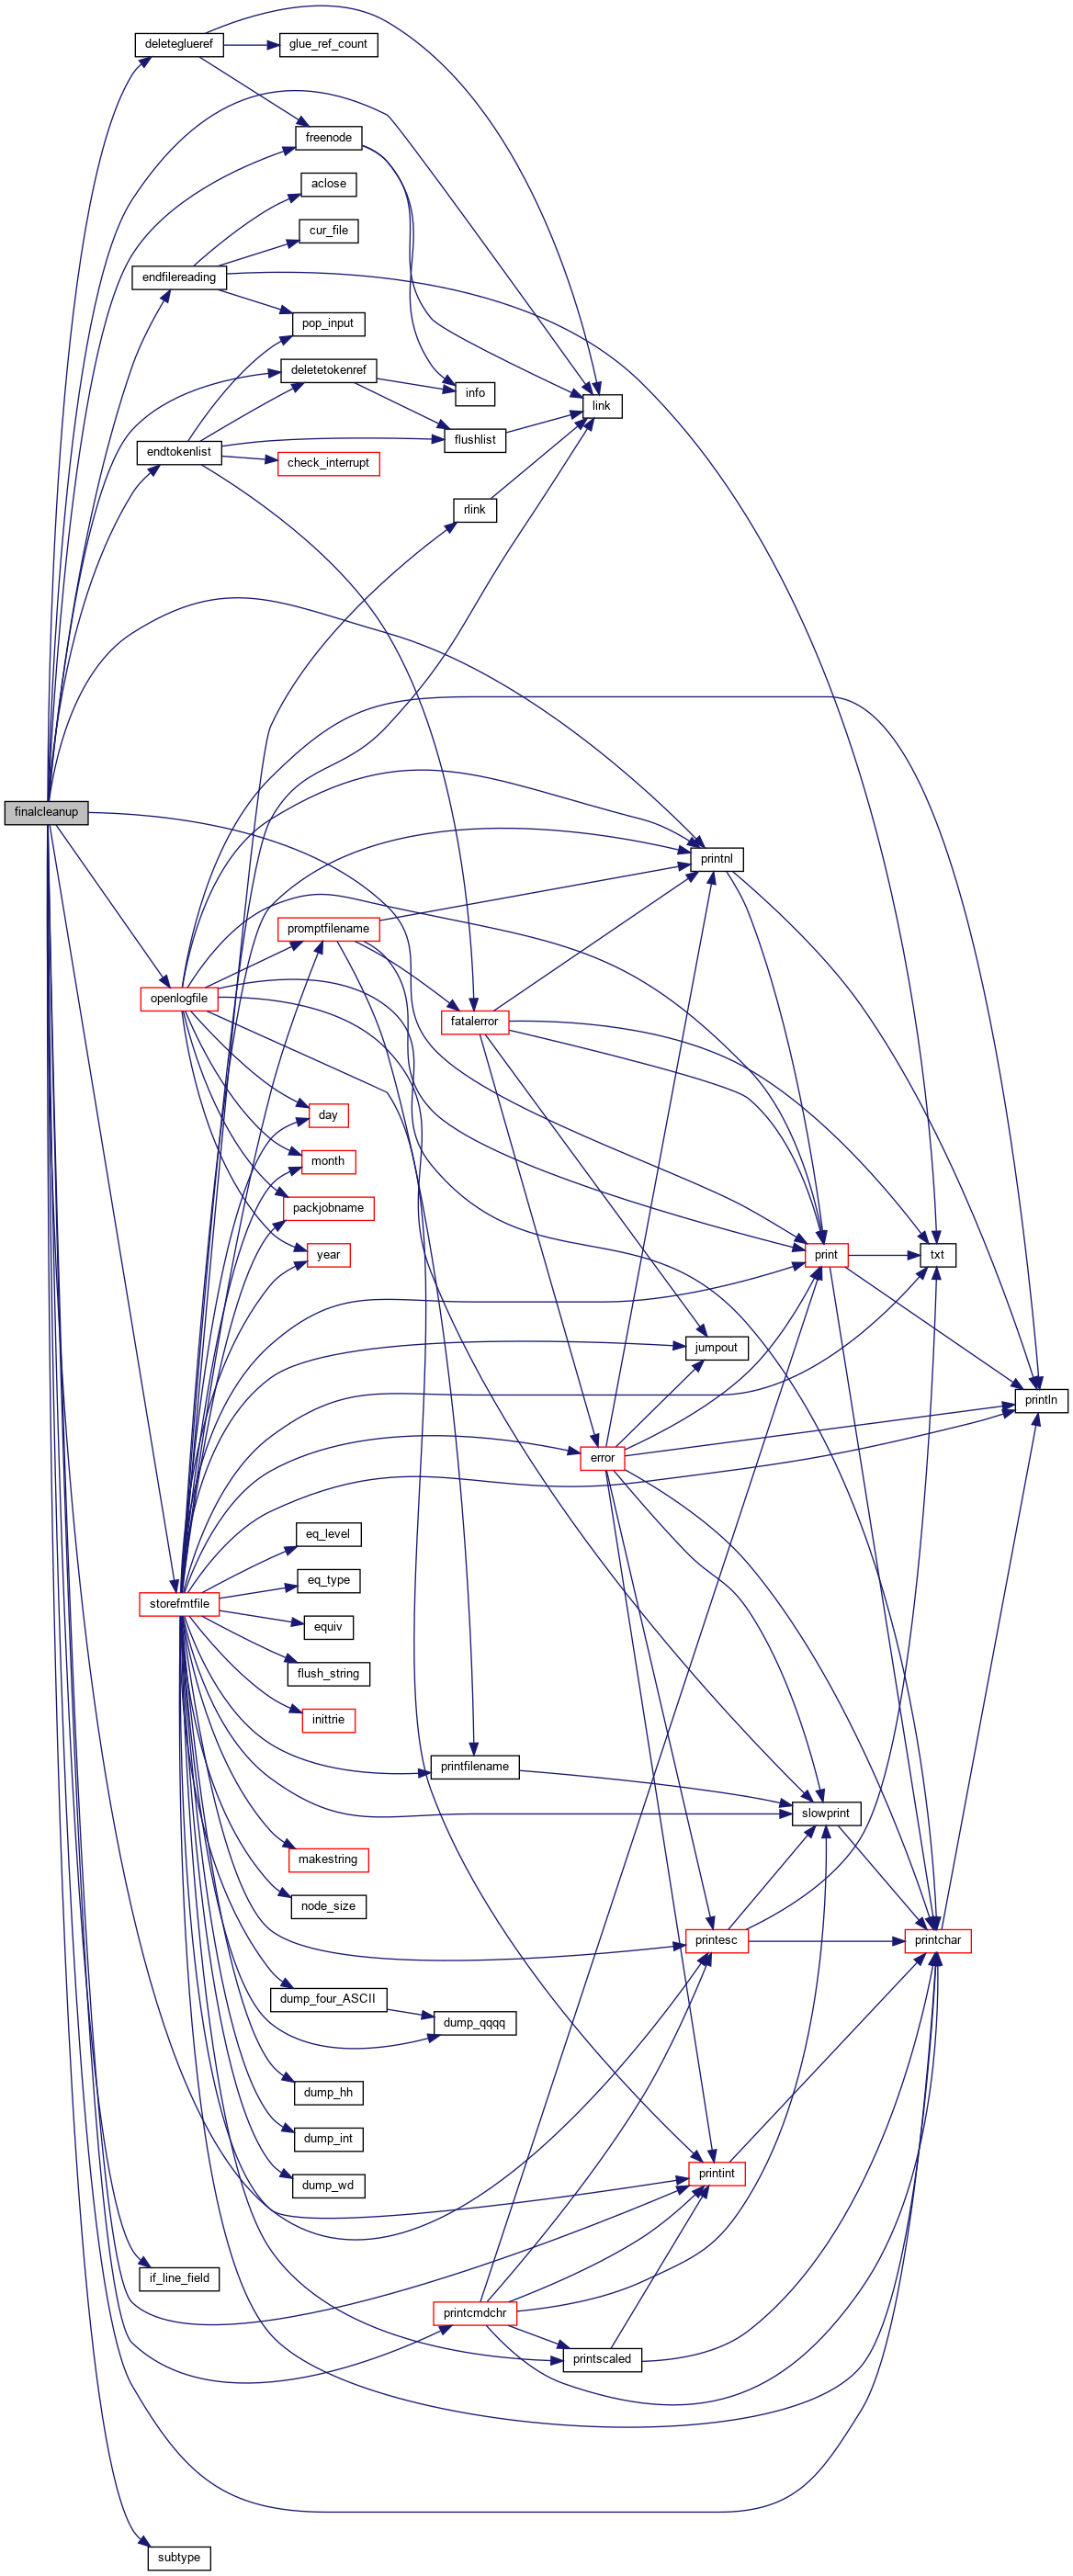 deleteglueref
glue_ref_count
freenode
aclose
cur_file
endfilereading
pop_input
deletetokenref
info
link
flushlist
endtokenlist
check_interrupt
rlink
finalcleanup
printnl
promptfilename
openlogfile
fatalerror
day
month
packjobname
year
print
txt
jumpout
println
error
eq_level
eq_type
storefmtfile
equiv
flush_string
inittrie
printfilename
slowprint
makestring
node_size
printesc
printchar
dump_four_ASCII
dump_qqqq
dump_hh
dump_int
printint
dump_wd
if_line_field
printcmdchr
printscaled
subtype